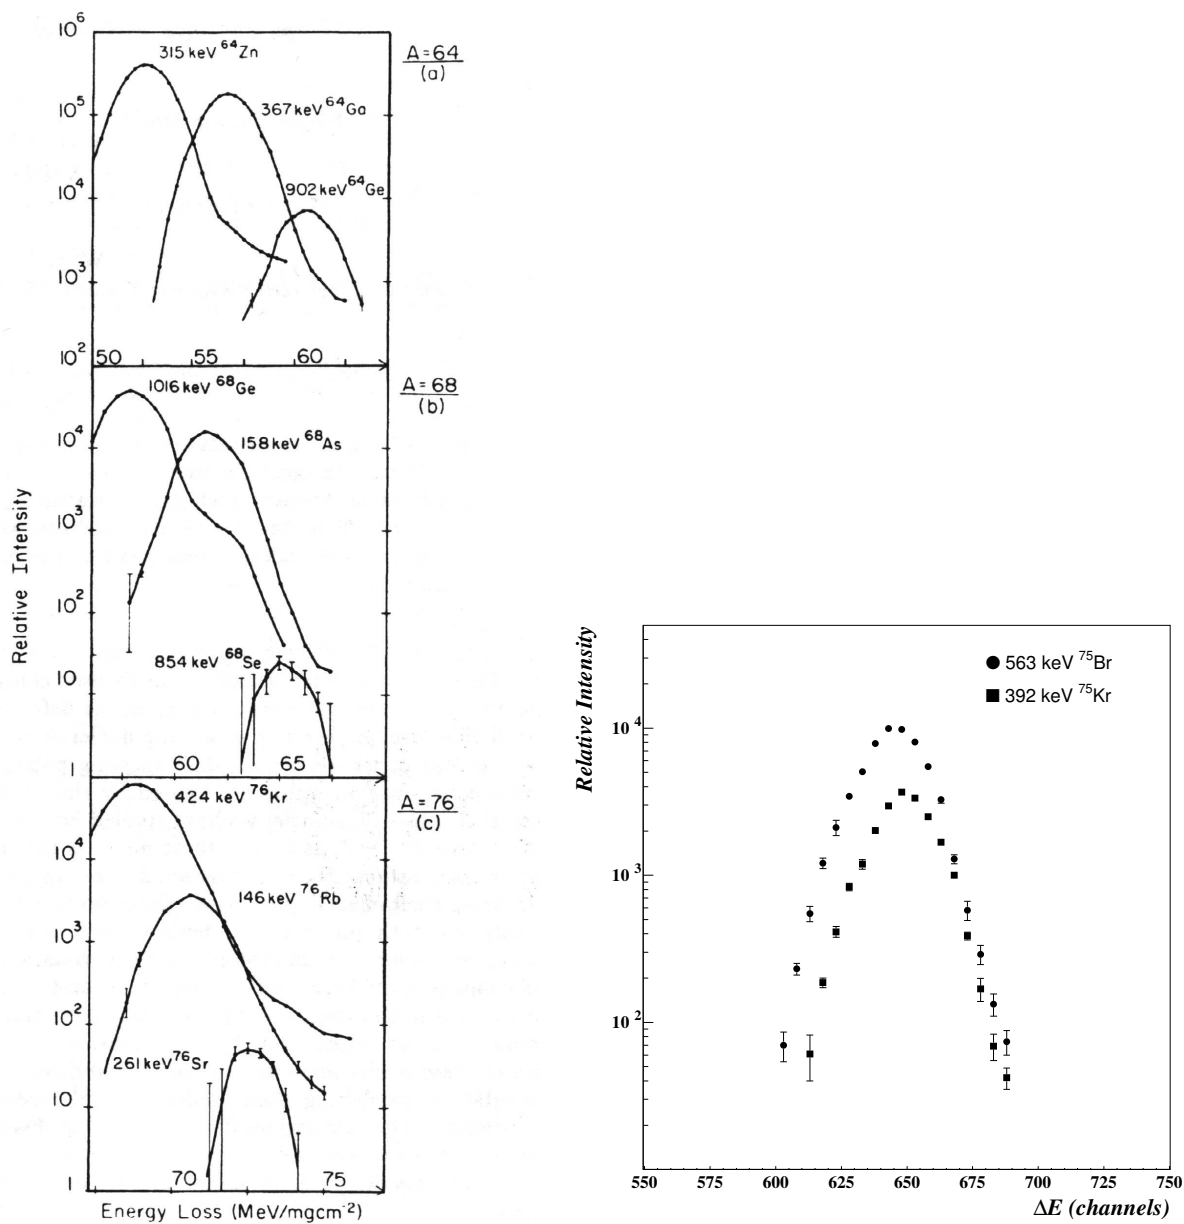 10⁶
315 keV ⁶⁴Zn
A=64
(a)
10⁵
367 keV ⁶⁴Ga
10⁴
902 keV ⁶⁴Ge
10³
10²
50 55 60
1016 keV ⁶⁸Ge
A=68
(b)
10⁴
158 keV ⁶⁸As
10³
10²
854 keV ⁶⁸Se
10
60 65
1
424 keV ⁷⁶Kr
A=76
(c)
10⁴
146 keV ⁷⁶Rb
10³
10²
261 keV ⁷⁶Sr
10
70 75
1
Energy Loss (MeV/mgcm⁻²)
Relative Intensity
Relative Intensity
563 keV ⁷⁵Br
392 keV ⁷⁵Kr
10⁴
10³
10²
550 575 600 625 650 675 700 725 750
ΔE (channels)